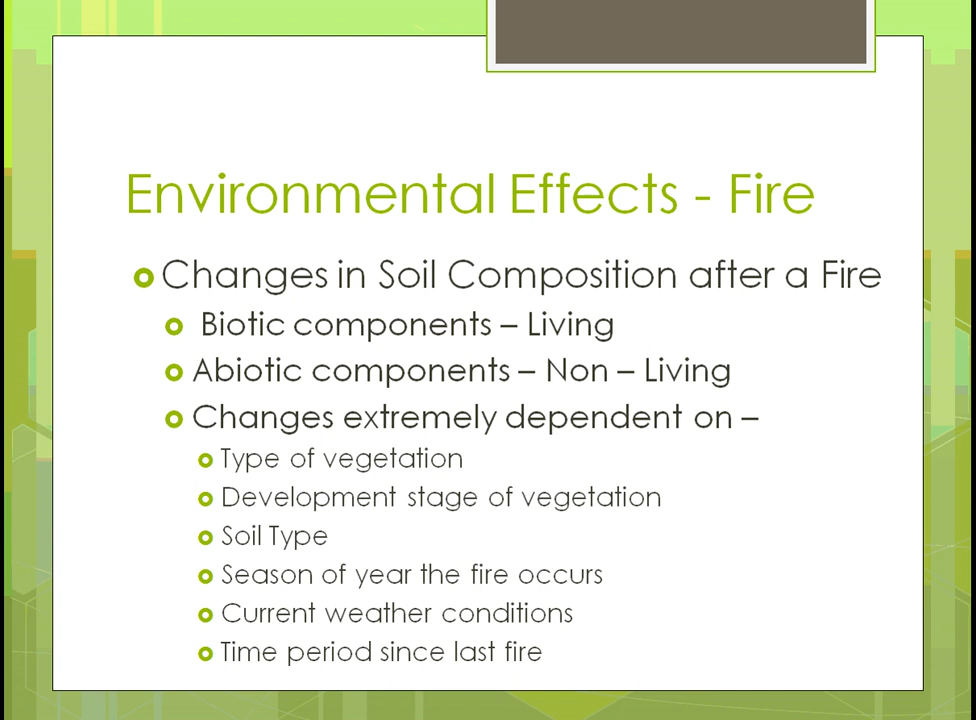 Environmental Effects - Fire
Changes in Soil Composition after a Fire
Biotic components – Living
Abiotic components – Non – Living
Changes extremely dependent on –
Type of vegetation
Development stage of vegetation
Soil Type
Season of year the fire occurs
Current weather conditions
Time period since last fire